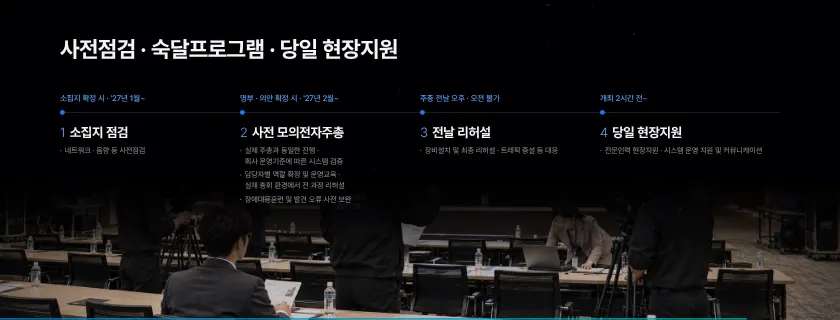 사전점검 · 숙달프로그램 · 당일 현장지원
소집지 확정 시 · '27년 1월~
1 소집지 점검
· 네트워크 · 음향 등 사전점검
명부 · 의안 확정 시 · '27년 2월~
2 사전 모의전자주총
· 실제 주총과 동일한 진행 ·
회사 운영기준에 따른 시스템 검증
· 담당자별 역할 확정 및 운영교육 ·
실제 총회 환경에서 전 과정 리허설
· 장애대응훈련 및 발견 오류 사전 보완
주총 전날 오후 · 오전 불가
3 전날 리허설
· 장비설치 및 최종 리허설 · 트래픽 증설 등 대응
개최 2시간 전~
4 당일 현장지원
· 전문인력 현장지원 · 시스템 운영 지원 및 커뮤니케이션